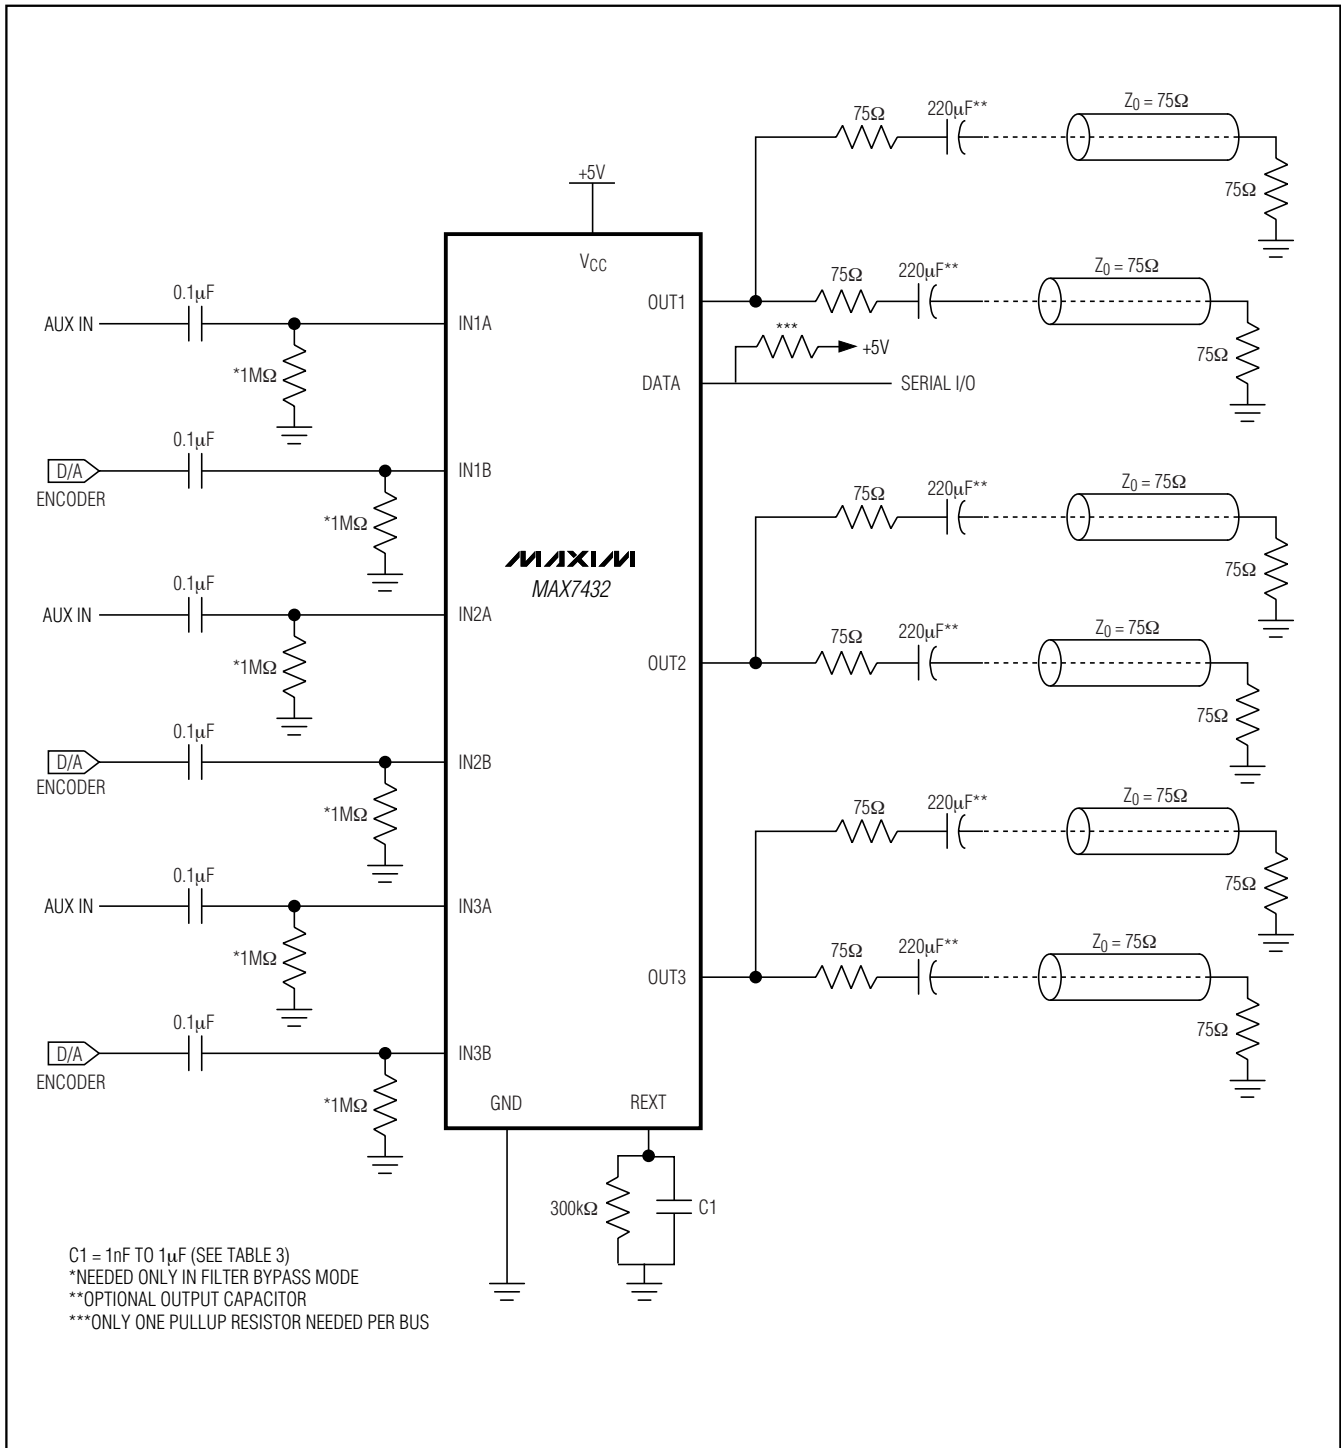 Z0 = 75Ω
75Ω
220µF**
75Ω
+5V
VCC
Z0 = 75Ω
75Ω
220µF**
OUT1
75Ω
0.1µF
AUX IN
IN1A
*1MΩ
***
+5V
DATA
SERIAL I/O
0.1µF
D/A
ENCODER
IN1B
*1MΩ
Z0 = 75Ω
75Ω
220µF**
75Ω
MAXIM
MAX7432
0.1µF
AUX IN
IN2A
*1MΩ
Z0 = 75Ω
75Ω
220µF**
OUT2
75Ω
0.1µF
D/A
ENCODER
IN2B
*1MΩ
Z0 = 75Ω
75Ω
220µF**
75Ω
0.1µF
AUX IN
IN3A
*1MΩ
Z0 = 75Ω
75Ω
220µF**
OUT3
75Ω
0.1µF
D/A
ENCODER
IN3B
*1MΩ
GND
REXT
300kΩ
C1
C1 = 1nF TO 1µF (SEE TABLE 3)
*NEEDED ONLY IN FILTER BYPASS MODE
**OPTIONAL OUTPUT CAPACITOR
***ONLY ONE PULLUP RESISTOR NEEDED PER BUS